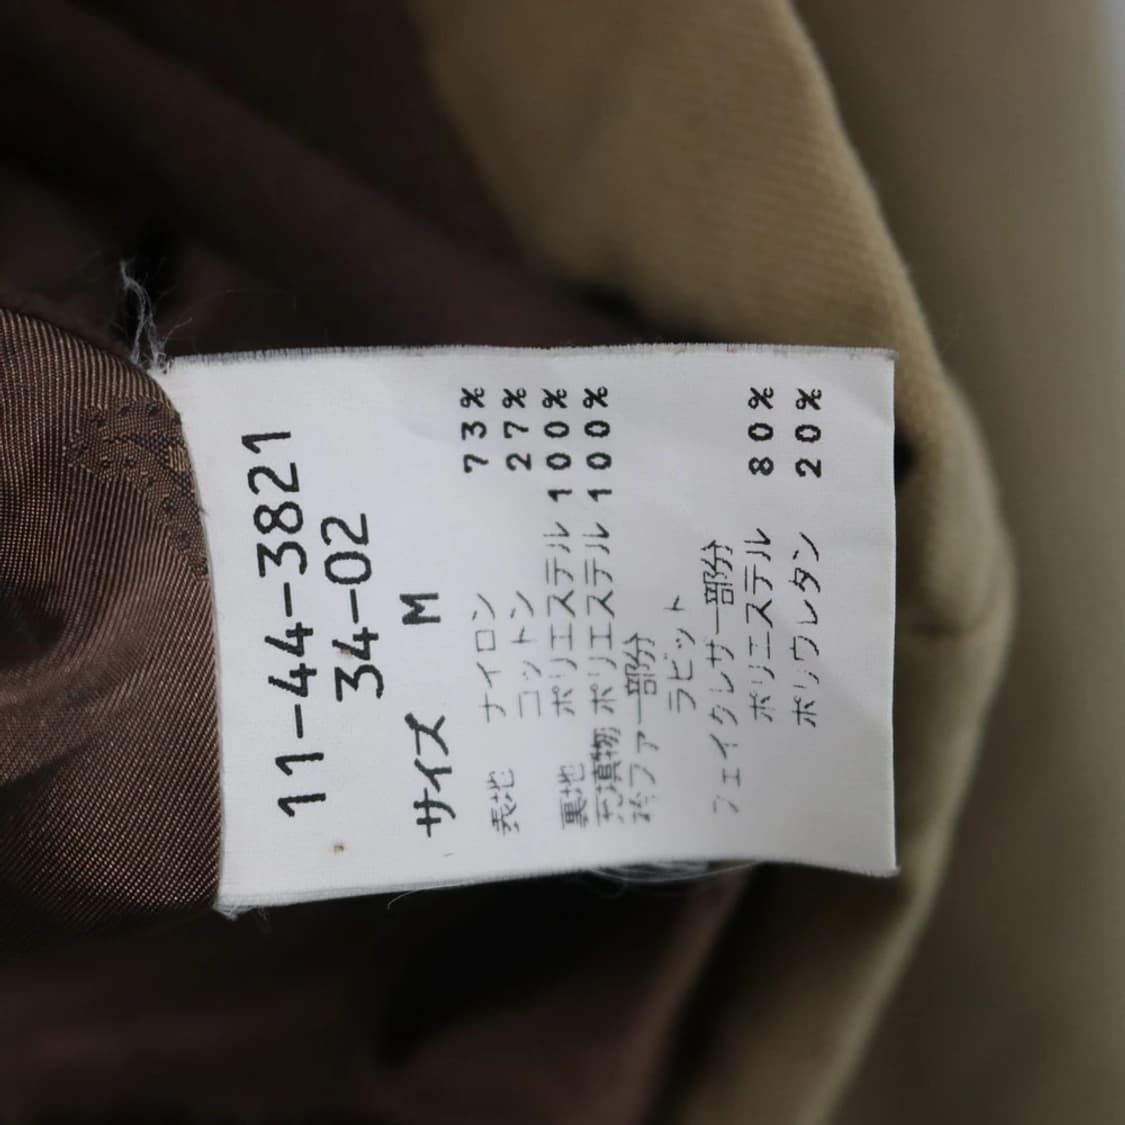 11-44-3821
34-02
サイズ M
表地 ナイロン 73%
コットン 27%
裏地 ポリエステル 100%
充填物 ポリエステル 100%
衿ファー部分
ラビット
フェイクレザー部分
ポリエステル 80%
ポリウレタン 20%